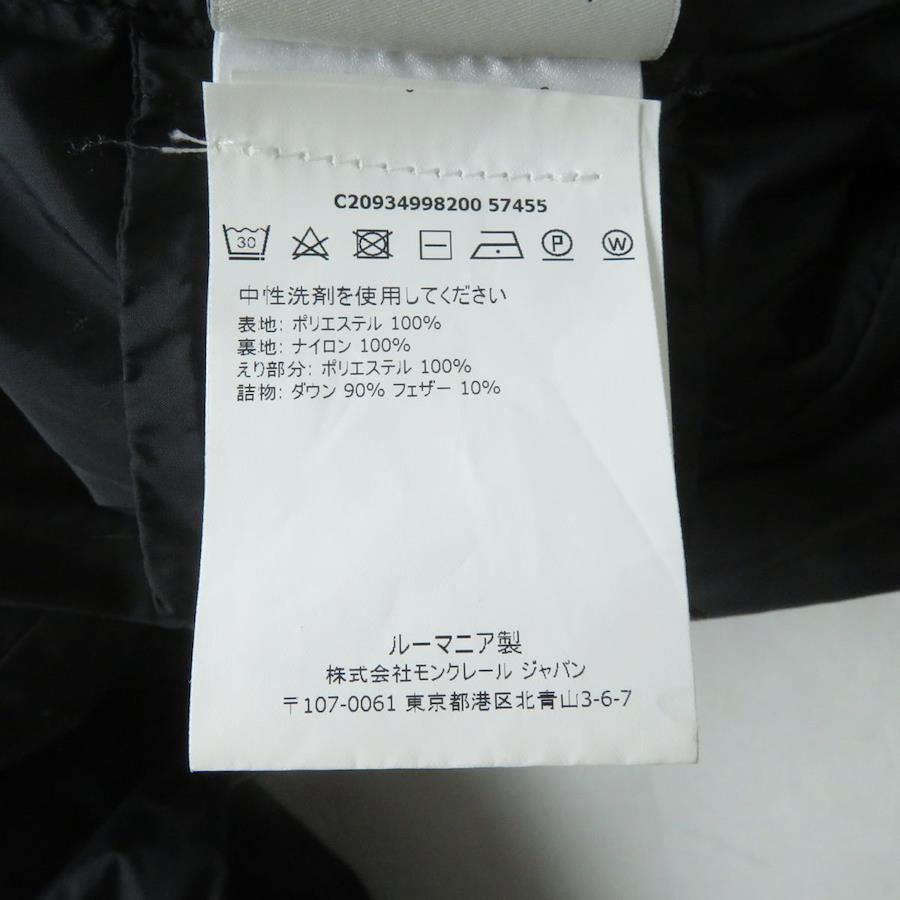 C20934998200 57455
30 P W
中性洗剤を使用してください
表地: ポリエステル 100%
裏地: ナイロン 100%
えり部分: ポリエステル 100%
詰物: ダウン 90% フェザー 10%
ルーマニア製
株式会社モンクレール ジャパン
〒107-0061 東京都港区北青山3-6-7